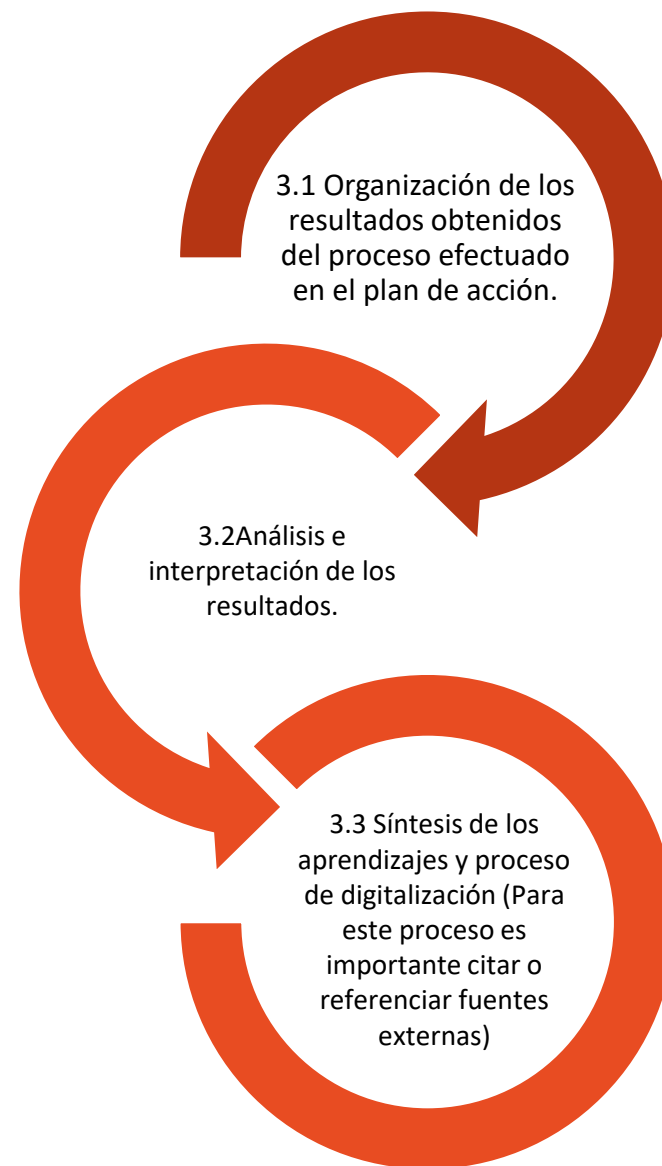 3.1 Organización de los
resultados obtenidos
del proceso efectuado
en el plan de acción.
3.2Análisis e
interpretación de los
resultados.
3.3 Síntesis de los
aprendizajes y proceso
de digitalización (Para
este proceso es
importante citar o
referenciar fuentes
externas)